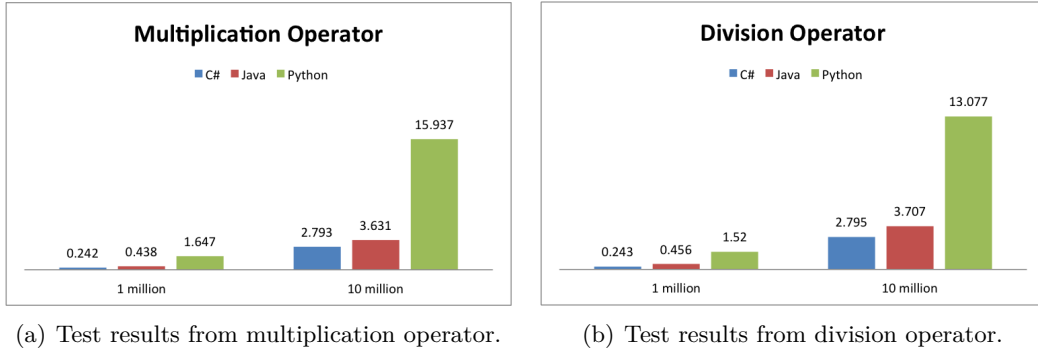 Multiplication Operator
C# Java Python
15.937
2.793 3.631
0.242 0.438 1.647
1 million 10 million
(a) Test results from multiplication operator.
Division Operator
C# Java Python
13.077
2.795 3.707
0.243 0.456 1.52
1 million 10 million
(b) Test results from division operator.